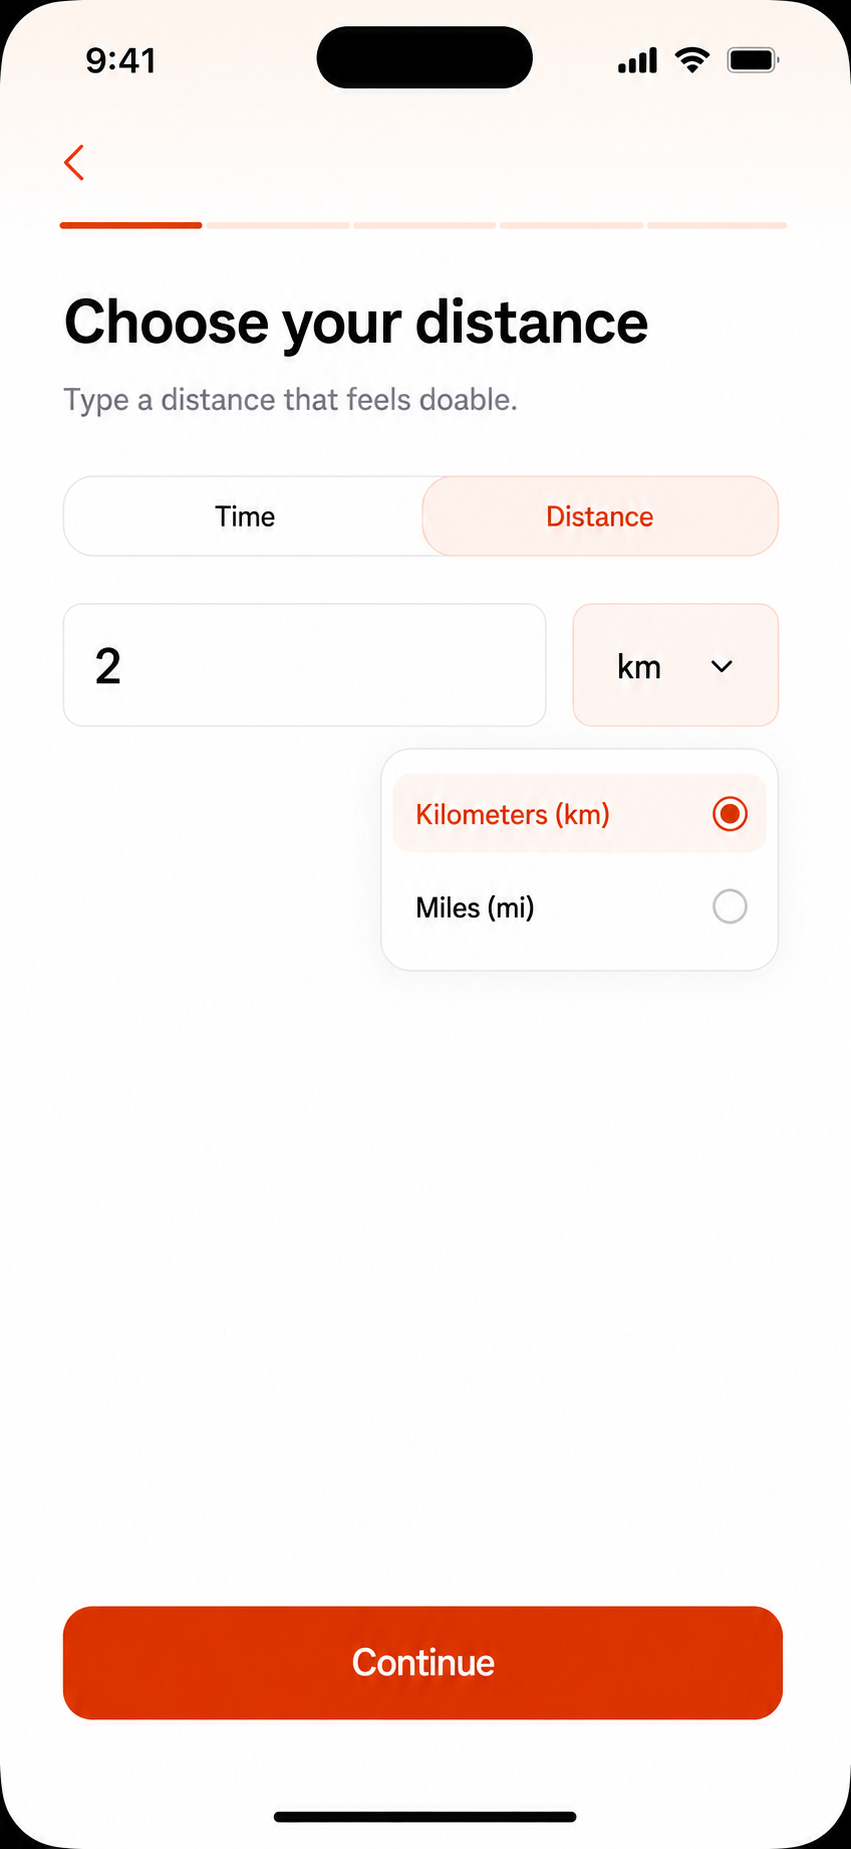 9:41
Choose your distance
Type a distance that feels doable.
Time
Distance
2
km
Kilometers (km)
Miles (mi)
Continue